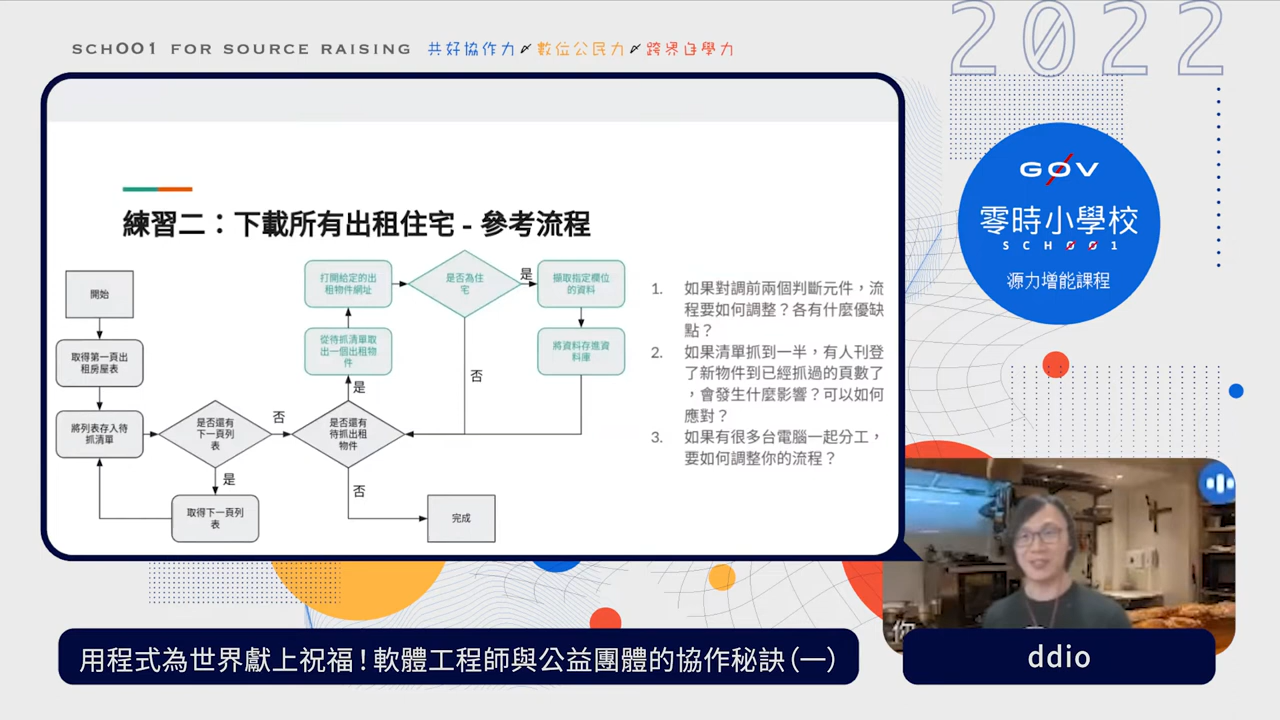 SCHOO1 FOR SOURCE RAISING 共好協作力 數位公民力 跨界自學力
2022
GOV
零時小學校
SCHOO1
源力增能課程
練習二：下載所有出租住宅 - 參考流程
開始
取得第一頁出
租房屋表
將列表存入待
抓清單
是否還有
下一頁列
表
否
是
取得下一頁列
表
是否還有
待抓出租
物件
是
否
完成
從待抓清單取
出一個出租物
件
打開給定的出
租物件網址
是否為住
宅
是
否
擷取指定欄位
的資料
將資料存進資
料庫
1. 如果對調前兩個判斷元件，流
程要如何調整？各有什麼優缺
點？
2. 如果清單抓到一半，有人刊登
了新物件到已經抓過的頁數了
，會發生什麼影響？可以如何
應對？
3. 如果有很多台電腦一起分工，
要如何調整你的流程？
你
用程式為世界獻上祝福！軟體工程師與公益團體的協作秘訣（一）
ddio